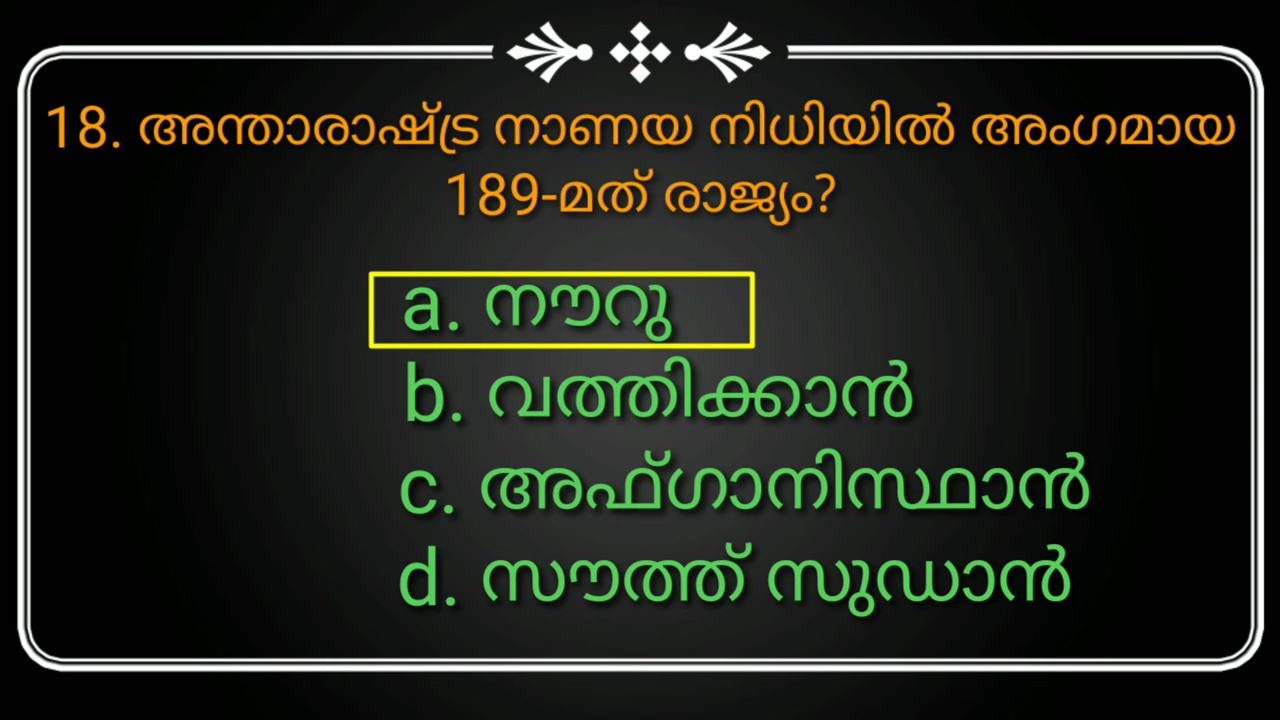 18. അന്താരാഷ്ട്ര നാണയ നിധിയിൽ അംഗമായ
189-മത് രാജ്യം?
a. നൗറു
b. വത്തിക്കാൻ
c. അഫ്ഗാനിസ്ഥാൻ
d. സൗത്ത് സുഡാൻ